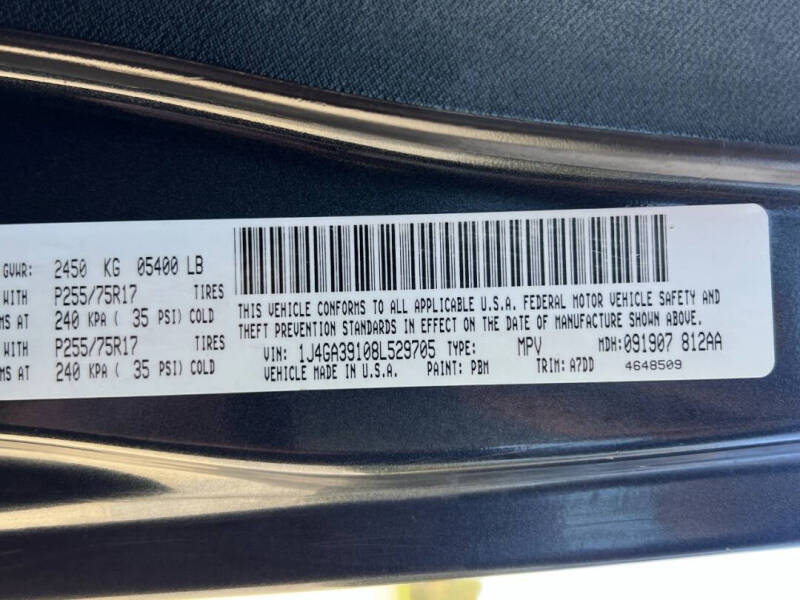 GVWR: 2450 KG 05400 LB
WITH P255/75R17 TIRES
MS AT 240 KPA ( 35 PSI) COLD
WITH P255/75R17 TIRES
MS AT 240 KPA ( 35 PSI) COLD
THIS VEHICLE CONFORMS TO ALL APPLICABLE U.S.A. FEDERAL MOTOR VEHICLE SAFETY AND
THEFT PREVENTION STANDARDS IN EFFECT ON THE DATE OF MANUFACTURE SHOWN ABOVE.
VIN: 1J4GA39108L529705 TYPE: MPV MDH: 091907 812AA
VEHICLE MADE IN U.S.A. PAINT: PBM TRIM: A7DD 4648509